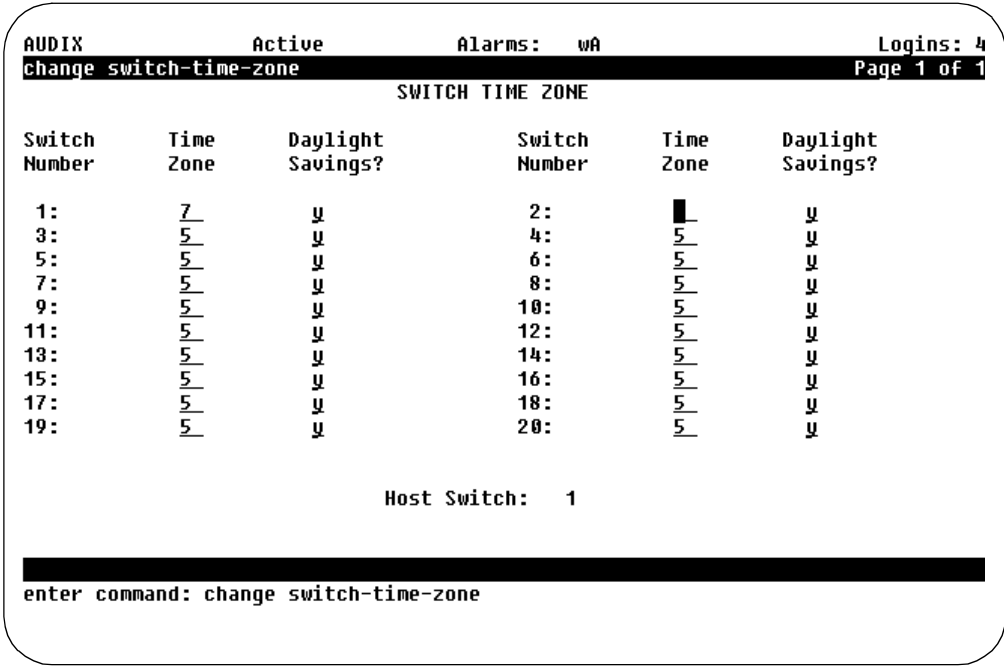 AUDIX Active Alarms: wA Logins: 4
change switch-time-zone Page 1 of 1
SWITCH TIME ZONE
Switch Time Daylight Switch Time Daylight
Number Zone Savings? Number Zone Savings?
1: 7 y 2: y
3: 5 y 4: 5 y
5: 5 y 6: 5 y
7: 5 y 8: 5 y
9: 5 y 10: 5 y
11: 5 y 12: 5 y
13: 5 y 14: 5 y
15: 5 y 16: 5 y
17: 5 y 18: 5 y
19: 5 y 20: 5 y
Host Switch: 1
enter command: change switch-time-zone